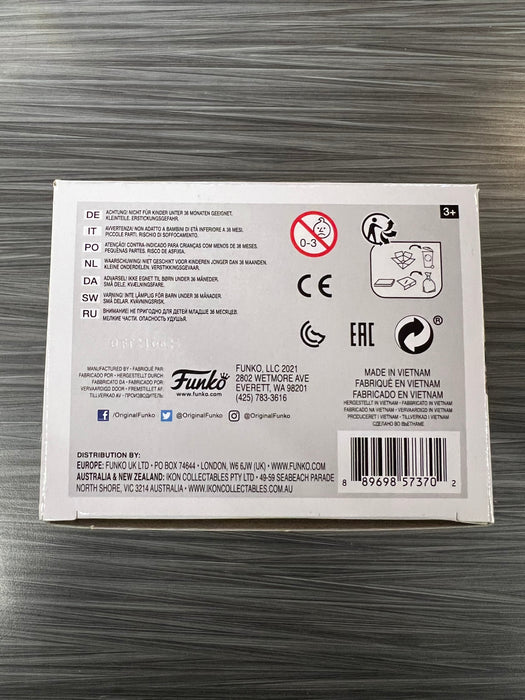 DE ACHTUNG! NICHT FÜR KINDER UNTER 36 MONATEN GEEIGNET.
KLEINTEILE. ERSTICKUNGSGEFAHR.
IT AVVERTENZA! NON ADATTO A BAMBINI DI ETÀ INFERIORE A 36 MESI.
PICCOLE PARTI. RISCHIO DI SOFFOCAMENTO.
PO ATENÇÃO! CONTRA-INDICADO PARA CRIANÇAS COM MENOS DE 36 MESES.
PEQUENAS PARTES. RISCO DE ASFIXIA.
NL WAARSCHUWING! NIET GESCHIKT VOOR KINDEREN JONGER DAN 36 MAANDEN.
KLEINE ONDERDELEN. VERSTIKKINGSGEVAAR.
DA ADVARSEL! IKKE EGNET TIL BØRN UNDER 36 MÅNEDER.
SMÅ DELE. KVÆLNINGSFARE.
SW VARNING! INTE LÄMPLIG FÖR BARN UNDER 36 MÅNADER.
SMÅ DELAR. KVÄVNINGSRISK.
RU ВНИМАНИЕ! НЕ ПРИГОДНО ДЛЯ ДЕТЕЙ МЛАДШЕ 36 МЕСЯЦЕВ.
МЕЛКИЕ ЧАСТИ. ОПАСНОСТЬ УДУШЬЯ.
0-3
3+
CE
EAC
®
MANUFACTURED BY • FABRIQUÉ PAR
FABRICADO POR • HERGESTELLT DURCH
FABBRICATO DA • FABRICADO POR
VERVAARDIGD DOOR • FREMSTILLET AF
TILLVERKAD AV • ПРОИЗВОДИТЕЛЬ:
Funko
www.funko.com
FUNKO, LLC 2021
2802 WETMORE AVE
EVERETT, WA 98201
(425) 783-3616
/OriginalFunko @OriginalFunko @OriginalFunko
MADE IN VIETNAM
FABRIQUÉ EN VIETNAM
FABRICADO EN VIETNAM
HERGESTELLT IN VIETNAM • FABBRICATO IN VIETNAM
FABRICADO NA VIETNAM • VERVAARDIGD IN VIETNAM
PRODUCERET I VIETNAM • TILLVERKAD I VIETNAM
СДЕЛАНО ВО ВЬЕТНАМЕ
DISTRIBUTION BY:
EUROPE: FUNKO UK LTD • PO BOX 74644 • LONDON, W6 6JW (UK) • WWW.FUNKO.COM
AUSTRALIA & NEW ZEALAND: IKON COLLECTABLES PTY LTD • 49-59 SEABEACH PARADE
NORTH SHORE, VIC 3214 AUSTRALIA • WWW.IKONCOLLECTABLES.COM.AU
8 89698 57370 2